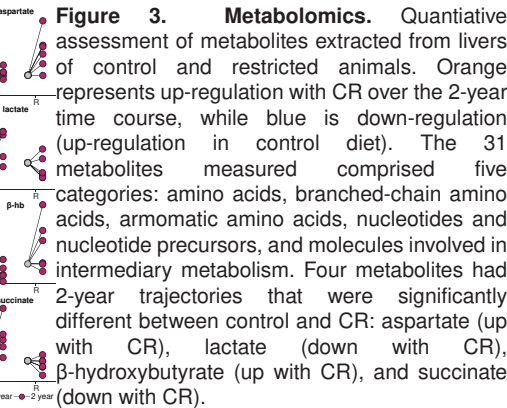 aspartate
R
lactate
R
β-hb
R
succinate
R
year 2 year
Figure 3. Metabolomics. Quantiative
assessment of metabolites extracted from livers
of control and restricted animals. Orange
represents up-regulation with CR over the 2-year
time course, while blue is down-regulation
(up-regulation in control diet). The 31
metabolites measured comprised five
categories: amino acids, branched-chain amino
acids, armomatic amino acids, nucleotides and
nucleotide precursors, and molecules involved in
intermediary metabolism. Four metabolites had
2-year trajectories that were significantly
different between control and CR: aspartate (up
with CR), lactate (down with CR),
β-hydroxybutyrate (up with CR), and succinate
(down with CR).